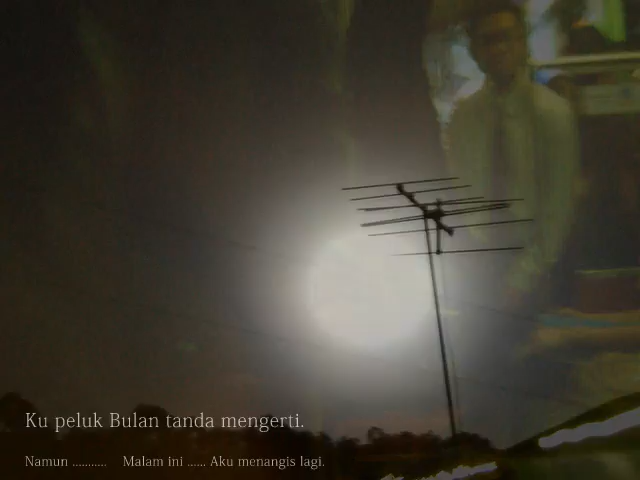 Ku peluk Bulan tanda mengerti.
Namun ........... Malam ini ...... Aku menangis lagi.